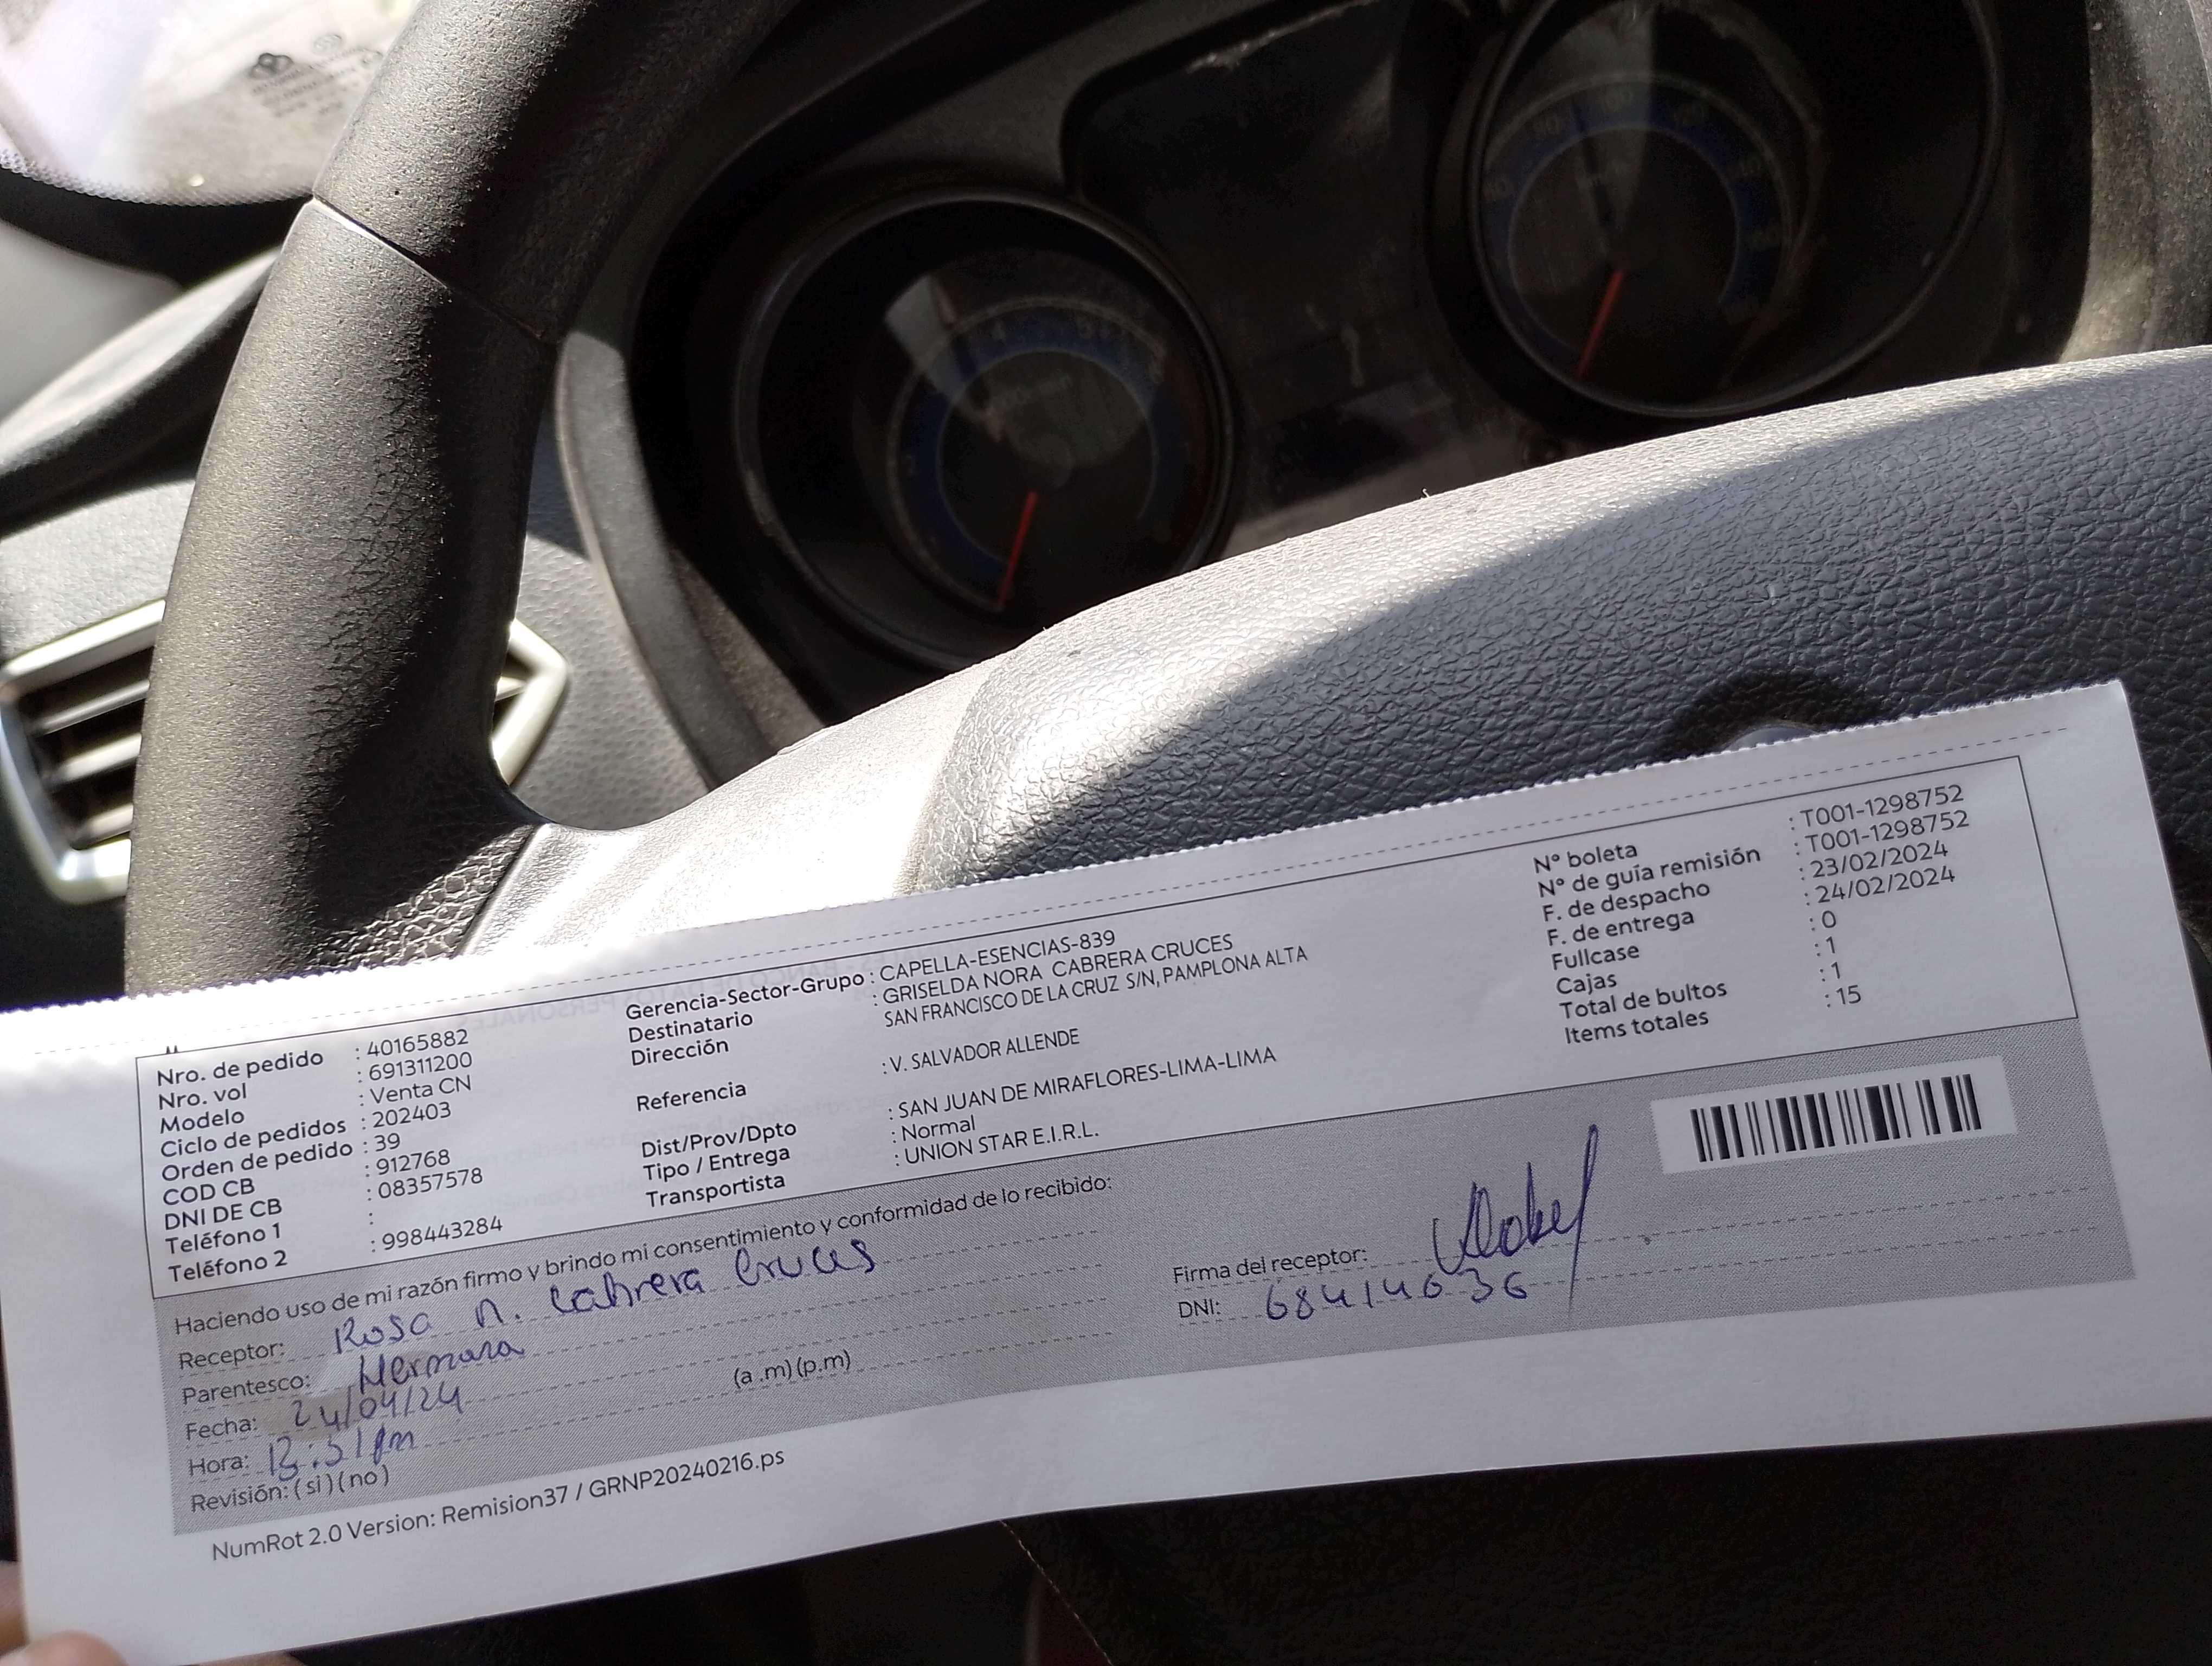 Nro. de pedido : 40165882
Nro. vol : 691311200
Modelo : Venta CN
Ciclo de pedidos : 202403
Orden de pedido : 39
COD CB : 912768
DNI DE CB : 08357578
Teléfono 1 :
Teléfono 2 : 998443284
Gerencia-Sector-Grupo : CAPELLA-ESENCIAS-839
Destinatario : GRISELDA NORA CABRERA CRUCES
Dirección SAN FRANCISCO DE LA CRUZ S/N, PAMPLONA ALTA
Referencia : V. SALVADOR ALLENDE
Dist/Prov/Dpto : SAN JUAN DE MIRAFLORES-LIMA-LIMA
Tipo / Entrega : Normal
Transportista : UNION STAR E.I.R.L.
N° boleta : T001-1298752
N° de guía remisión : T001-1298752
F. de despacho : 23/02/2024
F. de entrega : 24/02/2024
Fullcase : 0
Cajas : 1
Total de bultos : 1
Items totales : 15
Haciendo uso de mi razón firmo y brindo mi consentimiento y conformidad de lo recibido:
Receptor: Rosa n. Cabrera Cruces
Parentesco: Hermana
Fecha: 24/04/24
Hora: (a .m)(p.m)
Revisión: ( si ) ( no )
Firma del receptor:
DNI: 68414636
NumRot 2.0 Version: Remision37 / GRNP20240216.ps